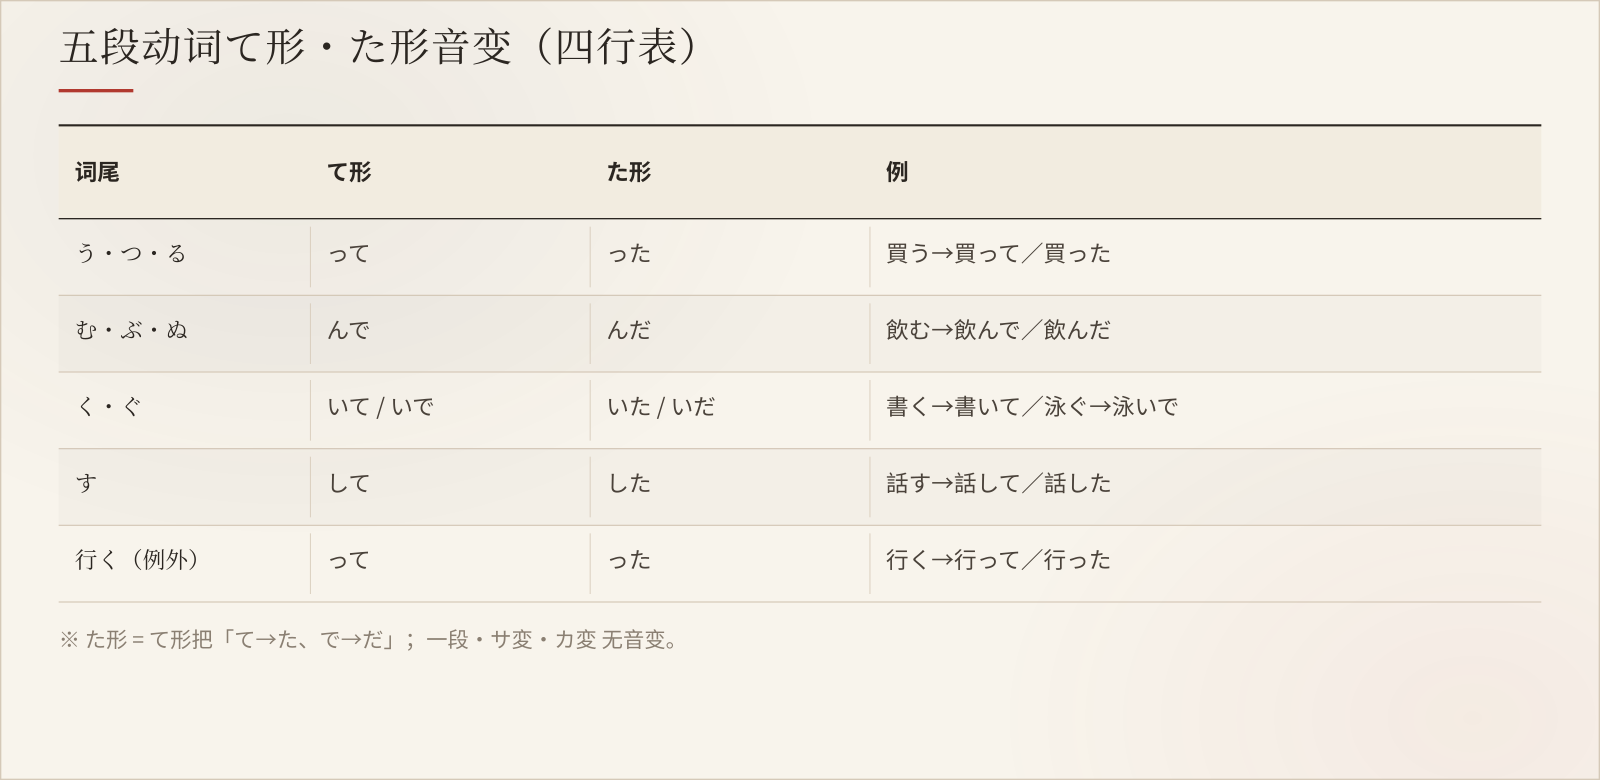 五段动词て形・た形音变（四行表）
词尾 て形 た形 例
う・つ・る って った 買う→買って／買った
む・ぶ・ぬ んで んだ 飲む→飲んで／飲んだ
く・ぐ いて / いで いた / いだ 書く→書いて／泳ぐ→泳いで
す して した 話す→話して／話した
行く（例外） って った 行く→行って／行った
※ た形 = て形把「て→た、で→だ」；一段・サ変・カ変 无音变。